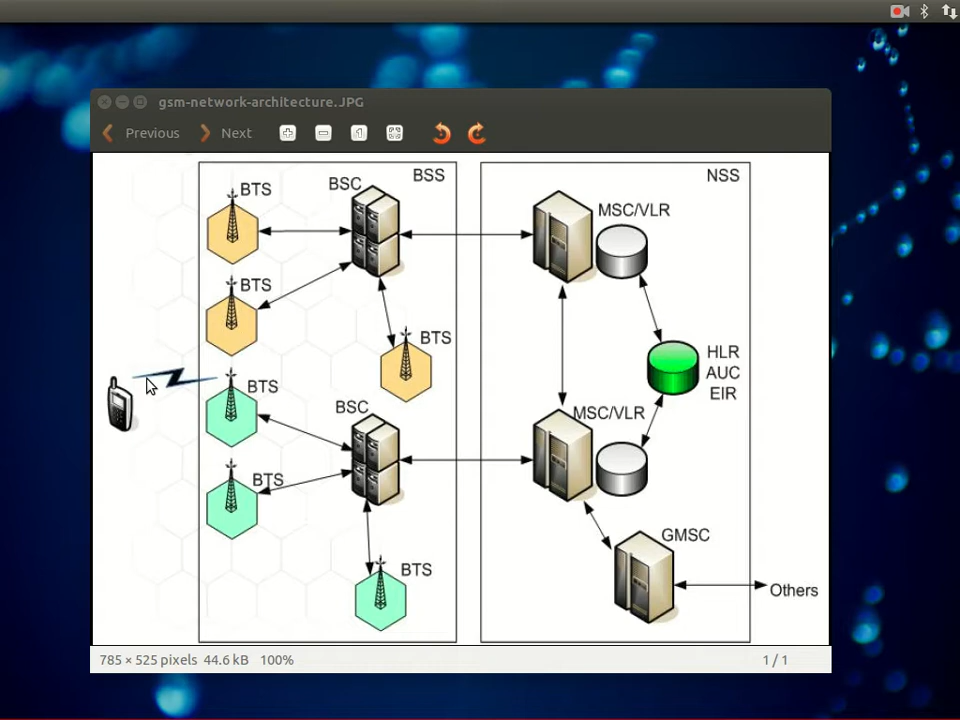 gsm-network-architecture.JPG
Previous Next
BSS
NSS
BTS
BSC
MSC/VLR
BTS
BTS
HLR
AUC
EIR
BTS
BSC
MSC/VLR
BTS
GMSC
BTS
Others
785 × 525 pixels 44.6 kB 100%
1 / 1